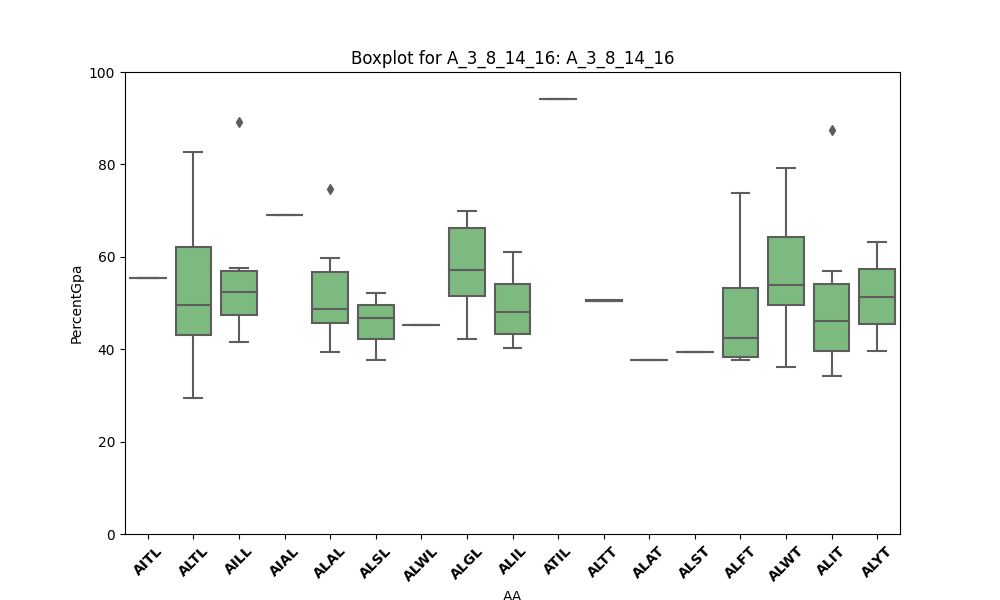 Boxplot for A_3_8_14_16: A_3_8_14_16
100
80
60
40
20
0
PercentGpa
AITL ALTL AILL AIAL ALAL ALSL ALWL ALGL ALIL ATIL ALTT ALAT ALST ALFT ALWT ALIT ALYT
AA